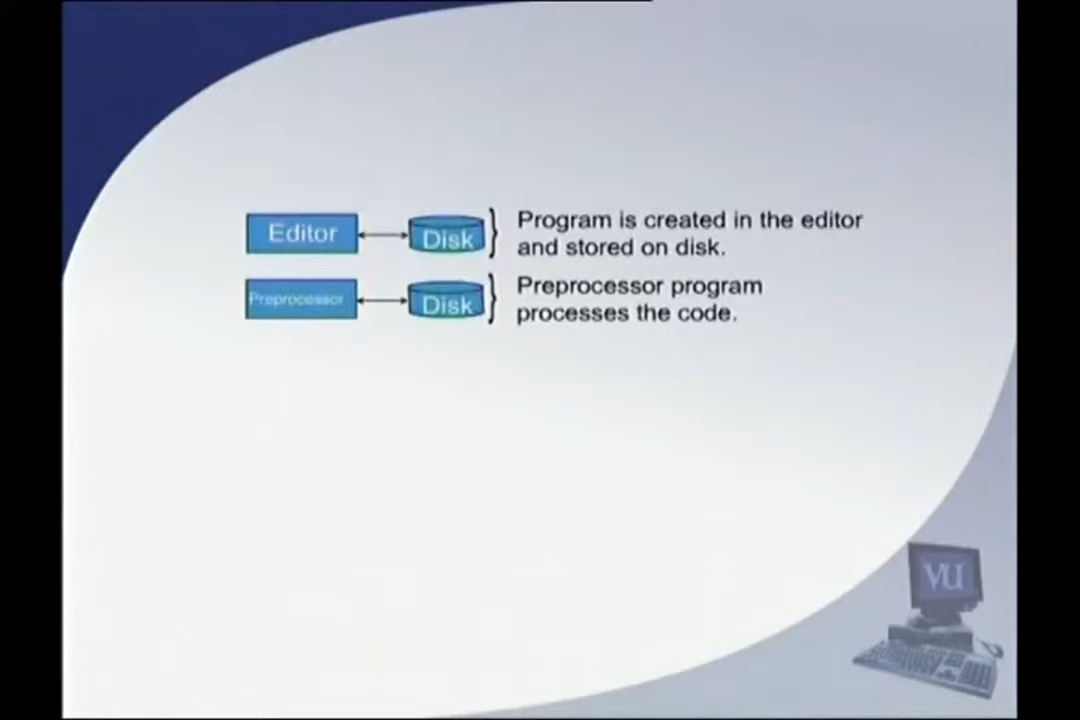 Editor
Disk
Program is created in the editor
and stored on disk.
Preprocessor
Disk
Preprocessor program
processes the code.
VU